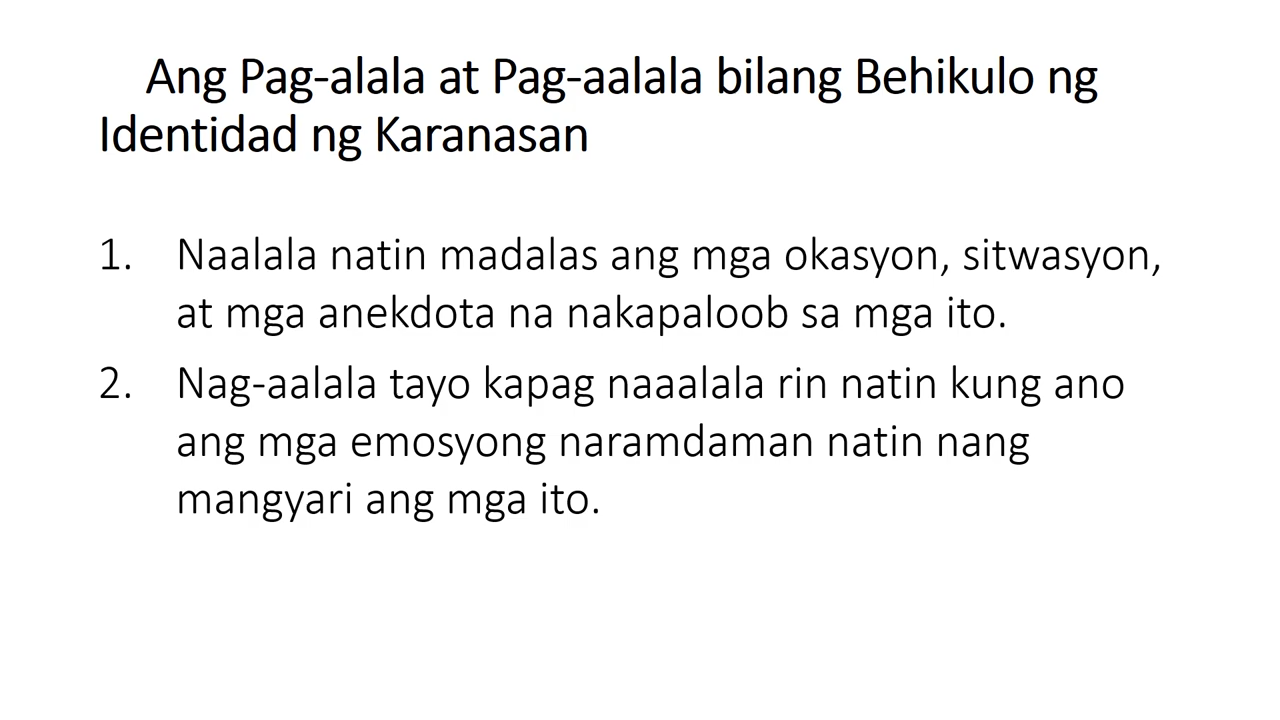 Ang Pag-alala at Pag-aalala bilang Behikulo ng
Identidad ng Karanasan
1. Naalala natin madalas ang mga okasyon, sitwasyon,
at mga anekdota na nakapaloob sa mga ito.
2. Nag-aalala tayo kapag naaalala rin natin kung ano
ang mga emosyong naramdaman natin nang
mangyari ang mga ito.